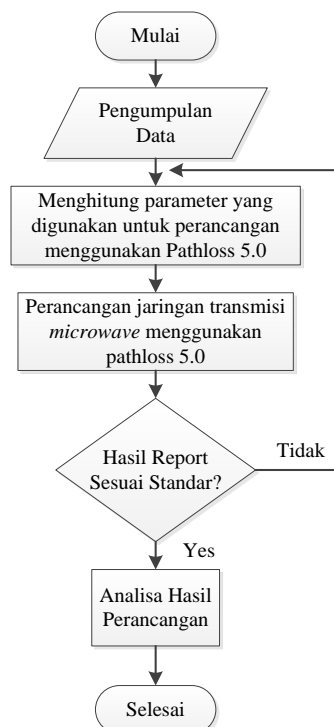 Mulai
Pengumpulan
Data
Menghitung parameter yang
digunakan untuk perancangan
menggunakan Pathloss 5.0
Perancangan jaringan transmisi
microwave menggunakan
pathloss 5.0
Hasil Report
Sesuai Standar?
Tidak
Yes
Analisa Hasil
Perancangan
Selesai